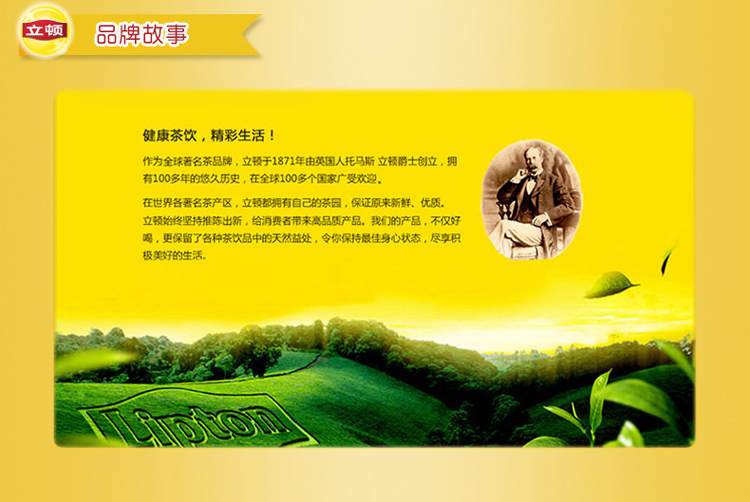 立顿
品牌故事
健康茶饮，精彩生活！
作为全球著名茶品牌，立顿于1871年由英国人托马斯 立顿爵士创立，拥
有100多年的悠久历史，在全球100多个国家广受欢迎。
在世界各著名茶产区，立顿都拥有自己的茶园，保证原来新鲜、优质。
立顿始终坚持推陈出新，给消费者带来高品质产品。我们的产品，不仅好
喝，更保留了各种茶饮品中的天然益处，令你保持最佳身心状态，尽享积
极美好的生活。
Lipton